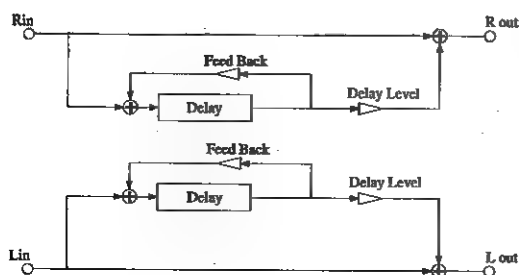 Rin
R out
Feed Back
Delay Level
Delay
Feed Back
Delay Level
Delay
Lin
L out